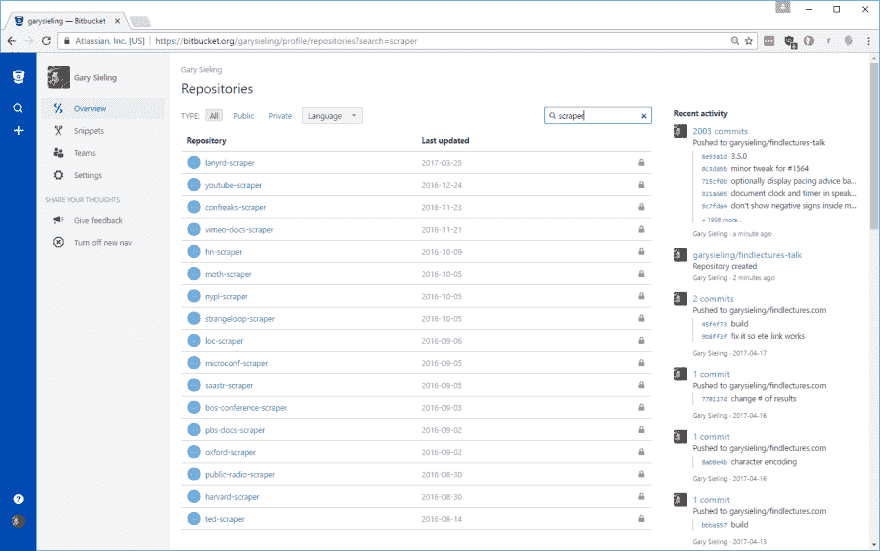 garysieling — Bitbucket
Atlassian, Inc. [US] https://bitbucket.org/garysieling/profile/repositories?search=scraper
Gary Sieling
Overview
Snippets
Teams
Settings
SHARE YOUR THOUGHTS
Give feedback
Turn off new nav
Gary Sieling
Repositories
TYPE: All Public Private Language
scraper
Repository Last updated
lanyrd-scraper 2017-03-25
youtube-scraper 2016-12-24
confreaks-scraper 2016-11-23
vimeo-docs-scraper 2016-11-21
hn-scraper 2016-10-09
moth-scraper 2016-10-05
nypl-scraper 2016-10-05
strangeloop-scraper 2016-10-05
loc-scraper 2016-09-06
microconf-scraper 2016-09-05
saastr-scraper 2016-09-05
bos-conference-scraper 2016-09-03
pbs-docs-scraper 2016-09-02
oxford-scraper 2016-09-02
public-radio-scraper 2016-08-30
harvard-scraper 2016-08-30
ted-scraper 2016-08-14
Recent activity
2003 commits
Pushed to garysieling/findlectures-talk
8e93a1d 3.5.0
0c3da9b minor tweak for #1564
715cf0b optionally display pacing advice ba...
921a605 document clock and timer in speak...
9c7fda4 don't show negative signs inside m...
+ 1998 more...
Gary Sieling · a minute ago
garysieling/findlectures-talk
Repository created
Gary Sieling · 2 minutes ago
2 commits
Pushed to garysieling/findlectures.com
45f4f73 build
9b8ff3f fix it so ete link works
Gary Sieling · 2017-04-17
1 commit
Pushed to garysieling/findlectures.com
770127d change # of results
Gary Sieling · 2017-04-16
1 commit
Pushed to garysieling/findlectures.com
8ab0e4b character encoding
Gary Sieling · 2017-04-16
1 commit
Pushed to garysieling/findlectures.com
bbba597 build
Gary Sieling · 2017-04-13